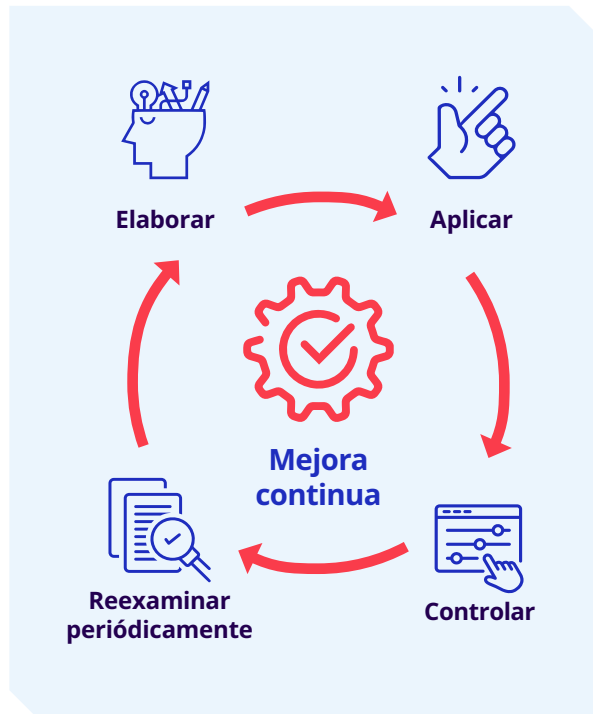 Elaborar
Aplicar
Mejora
continua
Reexaminar
periódicamente
Controlar